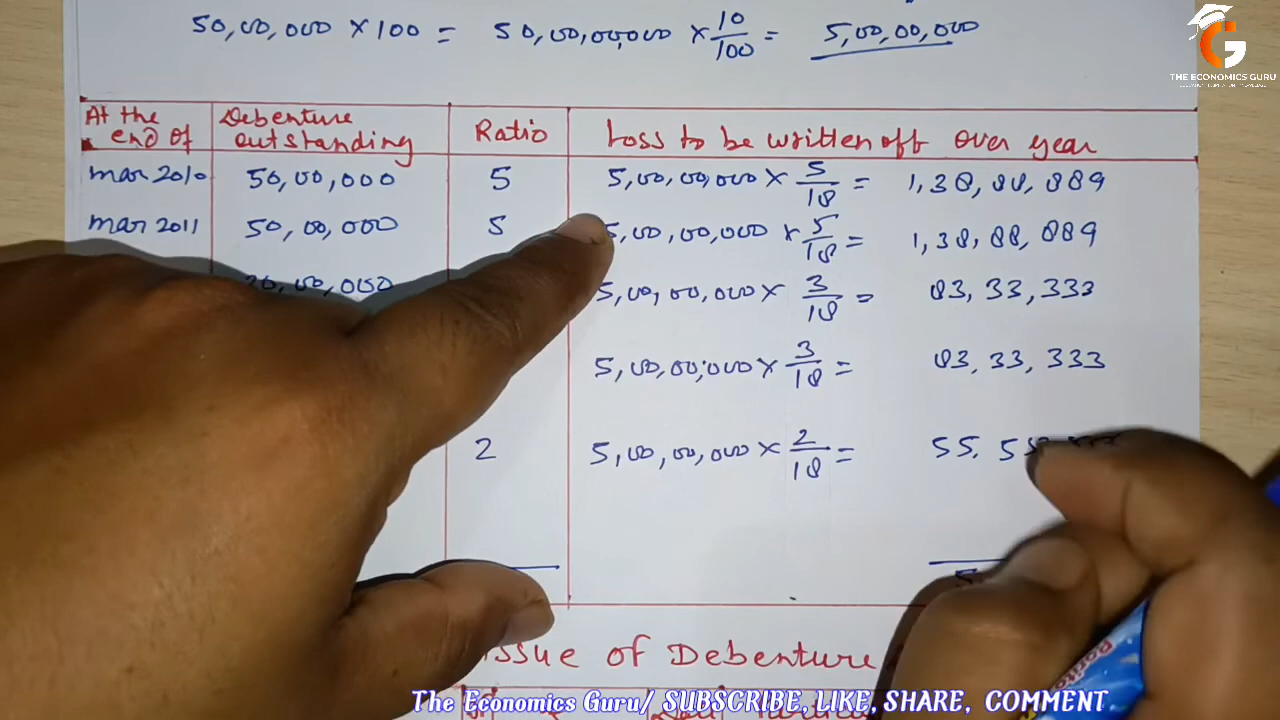 50,00,000 × 100 = 50,00,00,000 × 10/100 = 5,00,00,000
THE ECONOMICS GURU
At the end of
Debenture outstanding
Ratio
Loss to be written off over year
mar 2010 50,00,000 5 5,00,00,000 × 5/18 = 1,38,88,889
mar 2011 50,00,000 5 5,00,00,000 × 5/18 = 1,38,88,889
,00,000 5,00,00,000 × 3/18 = 83,33,333
5,00,00,000 × 3/18 = 83,33,333
2 5,00,00,000 × 2/18 = 55,
issue of Debenture
The Economics Guru/ SUBSCRIBE, LIKE, SHARE, COMMENT